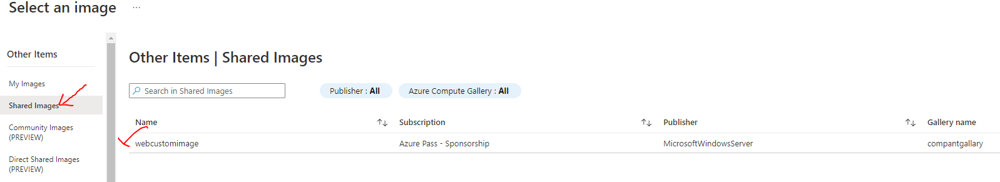 Select an image ...
Other Items
My Images
Shared Images
Community Images
(PREVIEW)
Direct Shared Images
(PREVIEW)
Other Items | Shared Images
Search in Shared Images
Publisher : All
Azure Compute Gallery : All
Name Subscription Publisher Gallery name
webcustomimage Azure Pass - Sponsorship MicrosoftWindowsServer compantgallary